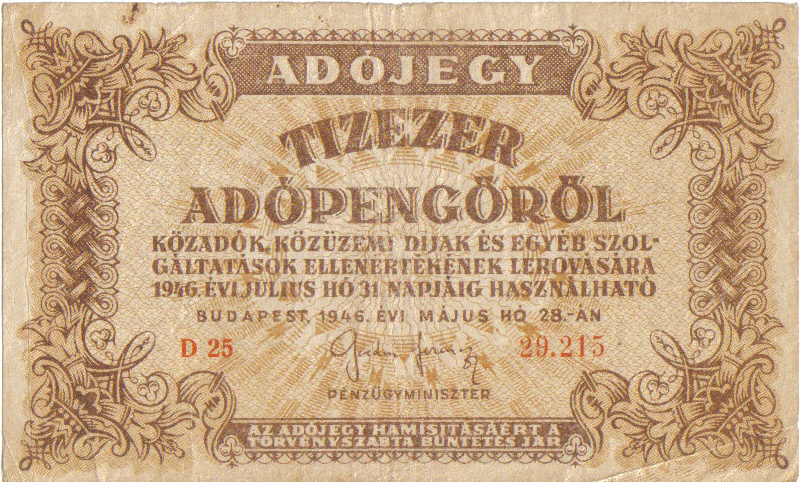 ADÓJEGY
TIZEZER
ADÓPENGŐRŐL
KÖZADÓK, KÖZÜZEMI DIJAK ÉS EGYÉB SZOL-
GÁLTATÁSOK ELLENÉRTÉKÉNEK LEROVÁSÁRA
1946. ÉVI JULIUS HÓ 31 NAPJÁIG HASZNÁLHATÓ
BUDAPEST, 1946. ÉVI MÁJUS HÓ 28.-ÁN
D 25 29.215
PÉNZÜGYMINISZTER
AZ ADÓJEGY HAMISITÁSÁÉRT A
TÖRVÉNYSZABTA BÜNTETÉS JÁR